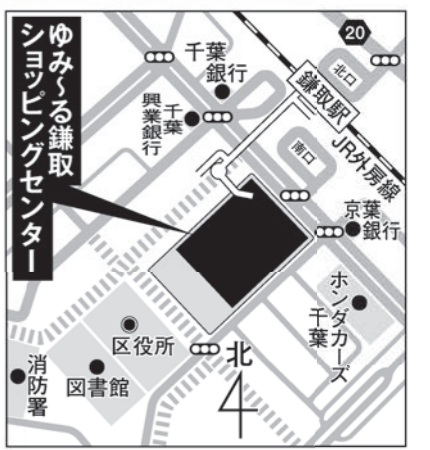 ゆみ~る鎌取
ショッピングセンター
千葉
銀行
千葉
興業銀行
20
北口
鎌取駅
南口
JR外房線
京葉
銀行
ホンダカーズ
千葉
区役所
図書館
消防署
北